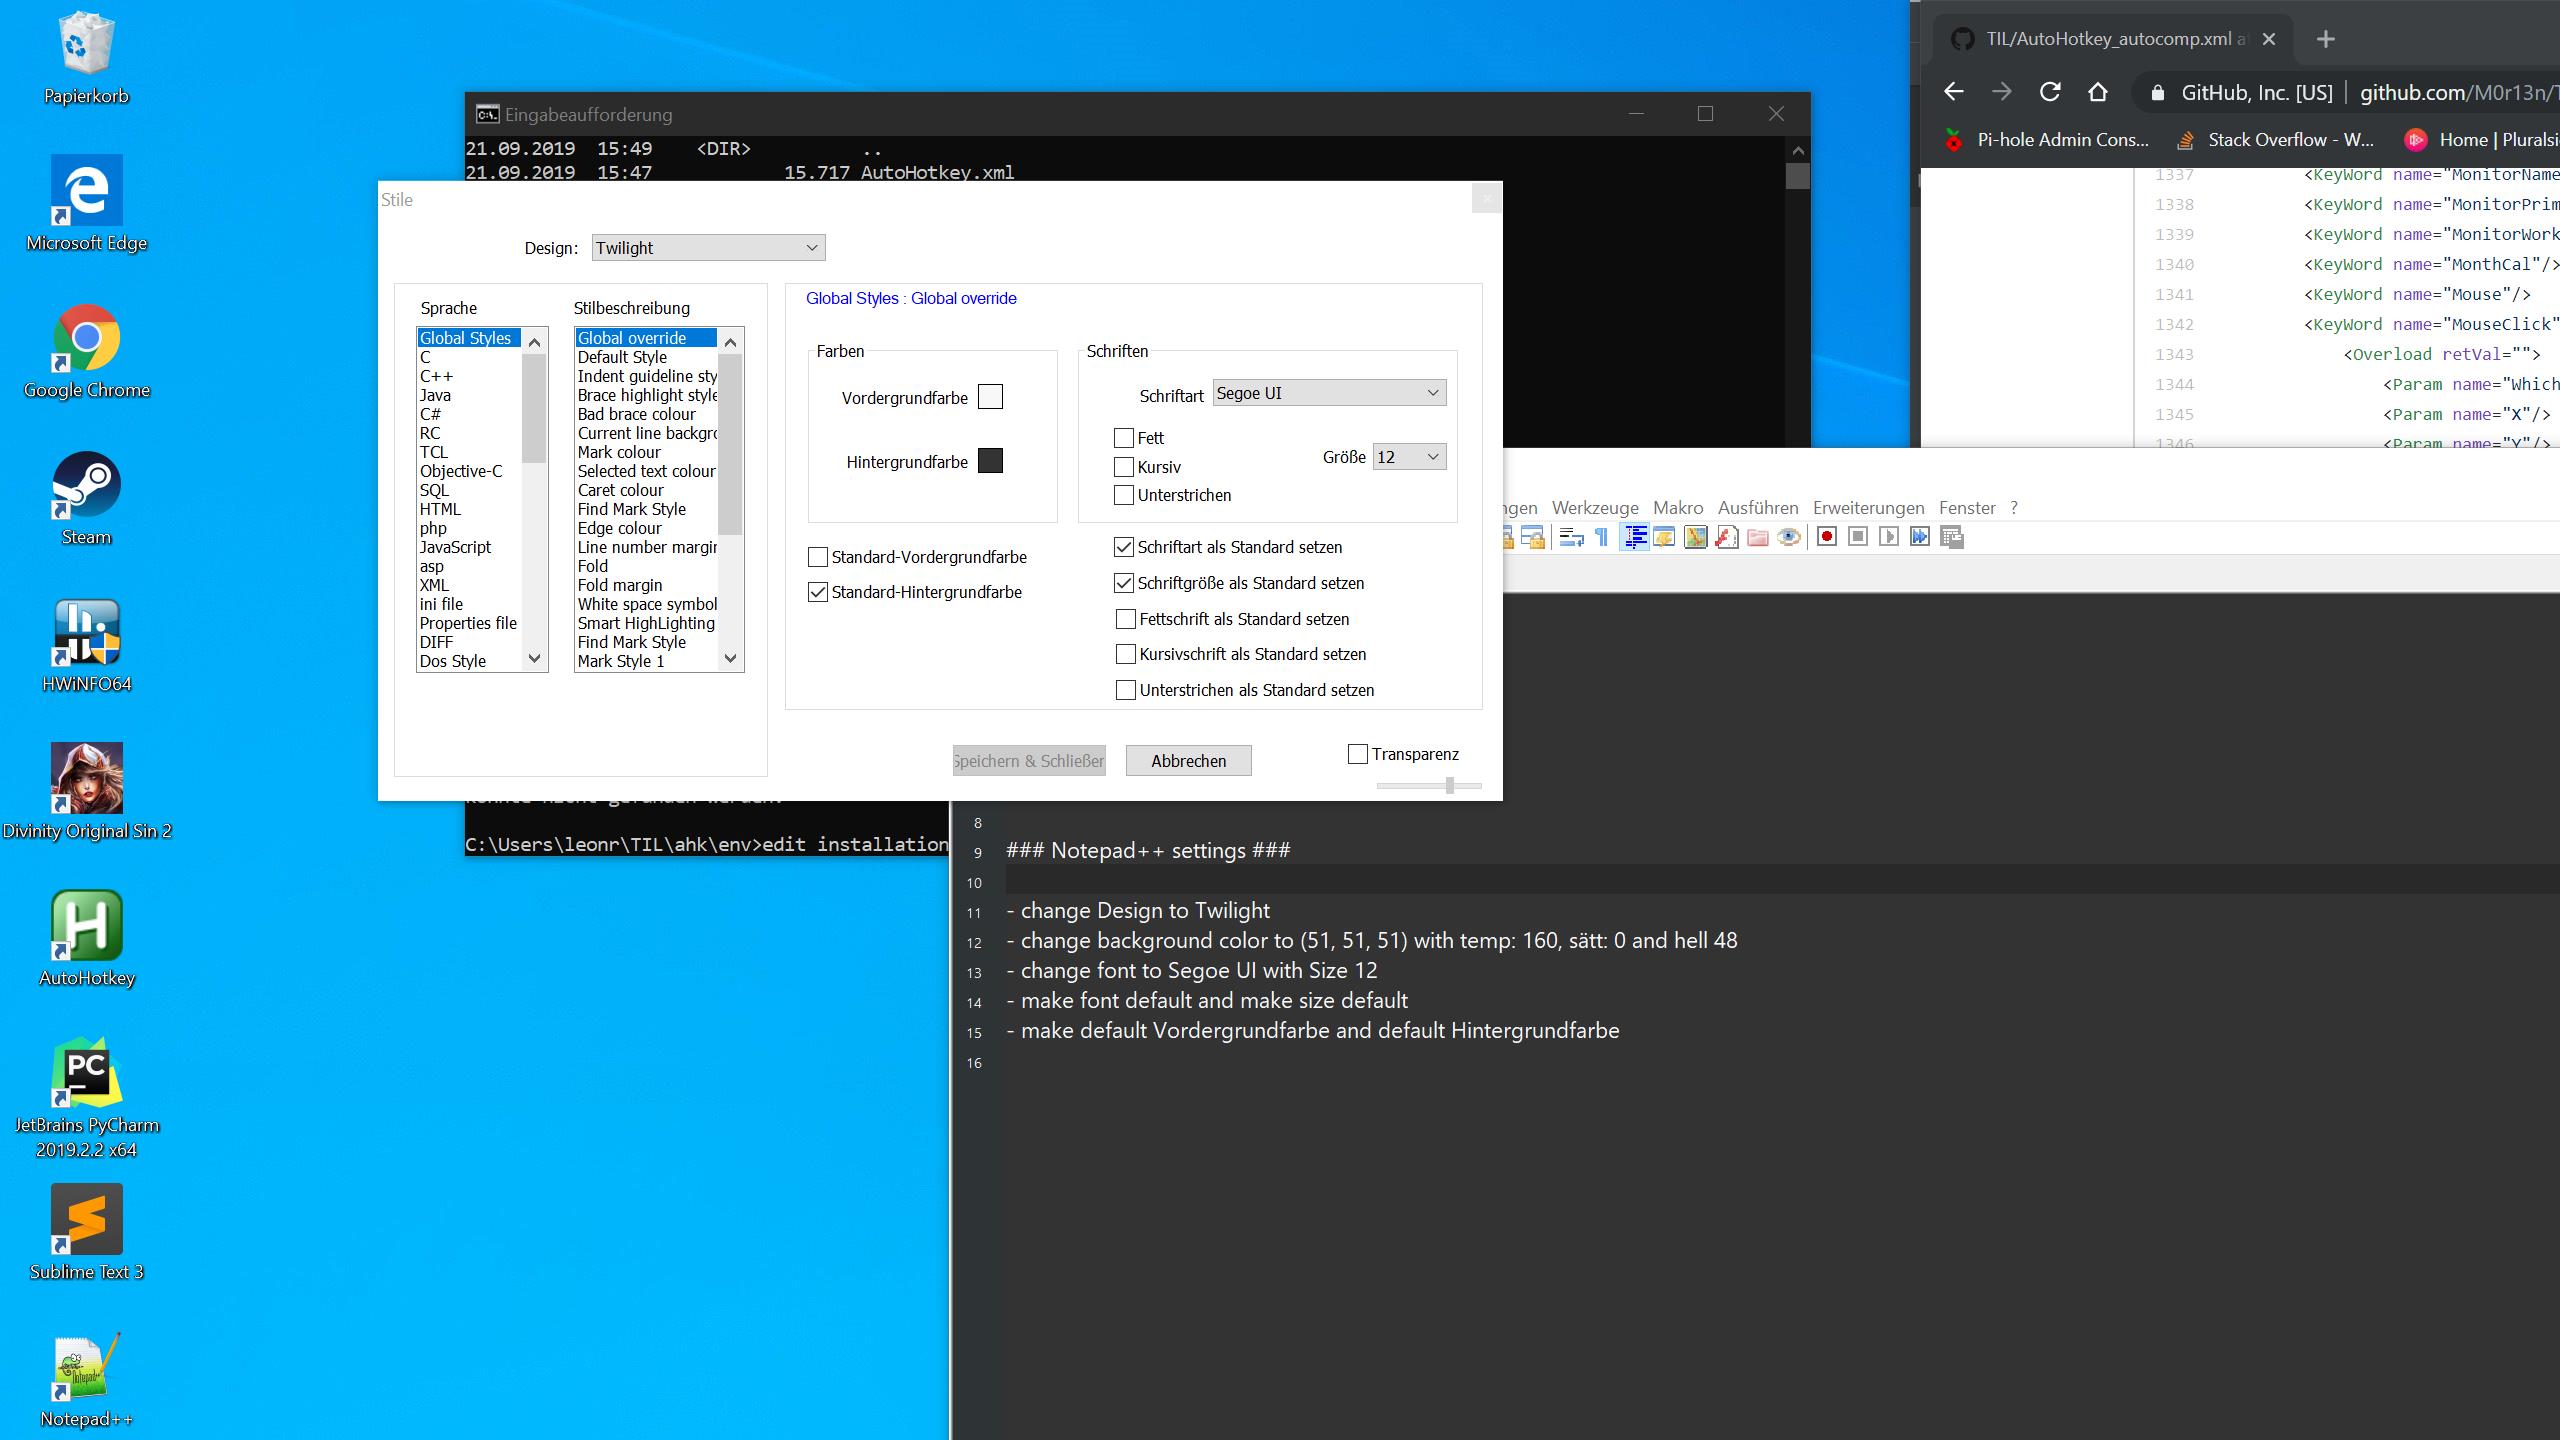 Papierkorb
Microsoft Edge
Google Chrome
Steam
HWiNFO64
Divinity Original Sin 2
AutoHotkey
JetBrains PyCharm
2019.2.2 x64
Sublime Text 3
Notepad++
Eingabeaufforderung
21.09.2019 15:49 <DIR> ..
21.09.2019 15:47 15.717 AutoHotkey.xml
C:\Users\leonr\TIL\ahk\env>edit installation
Stile
Design: Twilight
Sprache
Global Styles
C
C++
Java
C#
RC
TCL
Objective-C
SQL
HTML
php
JavaScript
asp
XML
ini file
Properties file
DIFF
Dos Style
Stilbeschreibung
Global override
Default Style
Indent guideline sty
Brace highlight style
Bad brace colour
Current line backgro
Mark colour
Selected text colour
Caret colour
Find Mark Style
Edge colour
Line number margin
Fold
Fold margin
White space symbol
Smart HighLighting
Find Mark Style
Mark Style 1
Global Styles : Global override
Farben
Vordergrundfarbe
Hintergrundfarbe
Standard-Vordergrundfarbe
Standard-Hintergrundfarbe
Schriften
Schriftart Segoe UI
Fett
Kursiv
Unterstrichen
Größe 12
Schriftart als Standard setzen
Schriftgröße als Standard setzen
Fettschrift als Standard setzen
Kursivschrift als Standard setzen
Unterstrichen als Standard setzen
Speichern & Schließen
Abbrechen
Transparenz
TIL/AutoHotkey_autocomp.xml a
GitHub, Inc. [US] | github.com/M0r13n/T
Pi-hole Admin Cons... Stack Overflow - W... Home | Pluralsi
1337 <KeyWord name="MonitorName
1338 <KeyWord name="MonitorPrim
1339 <KeyWord name="MonitorWork
1340 <KeyWord name="MonthCal"/>
1341 <KeyWord name="Mouse"/>
1342 <KeyWord name="MouseClick"
1343 <Overload retVal="">
1344 <Param name="Which
1345 <Param name="X"/>
1346 <Param name="Y"/>
ngen Werkzeuge Makro Ausführen Erweiterungen Fenster ?
8
9 ### Notepad++ settings ###
10
11 - change Design to Twilight
12 - change background color to (51, 51, 51) with temp: 160, sätt: 0 and hell 48
13 - change font to Segoe UI with Size 12
14 - make font default and make size default
15 - make default Vordergrundfarbe and default Hintergrundfarbe
16